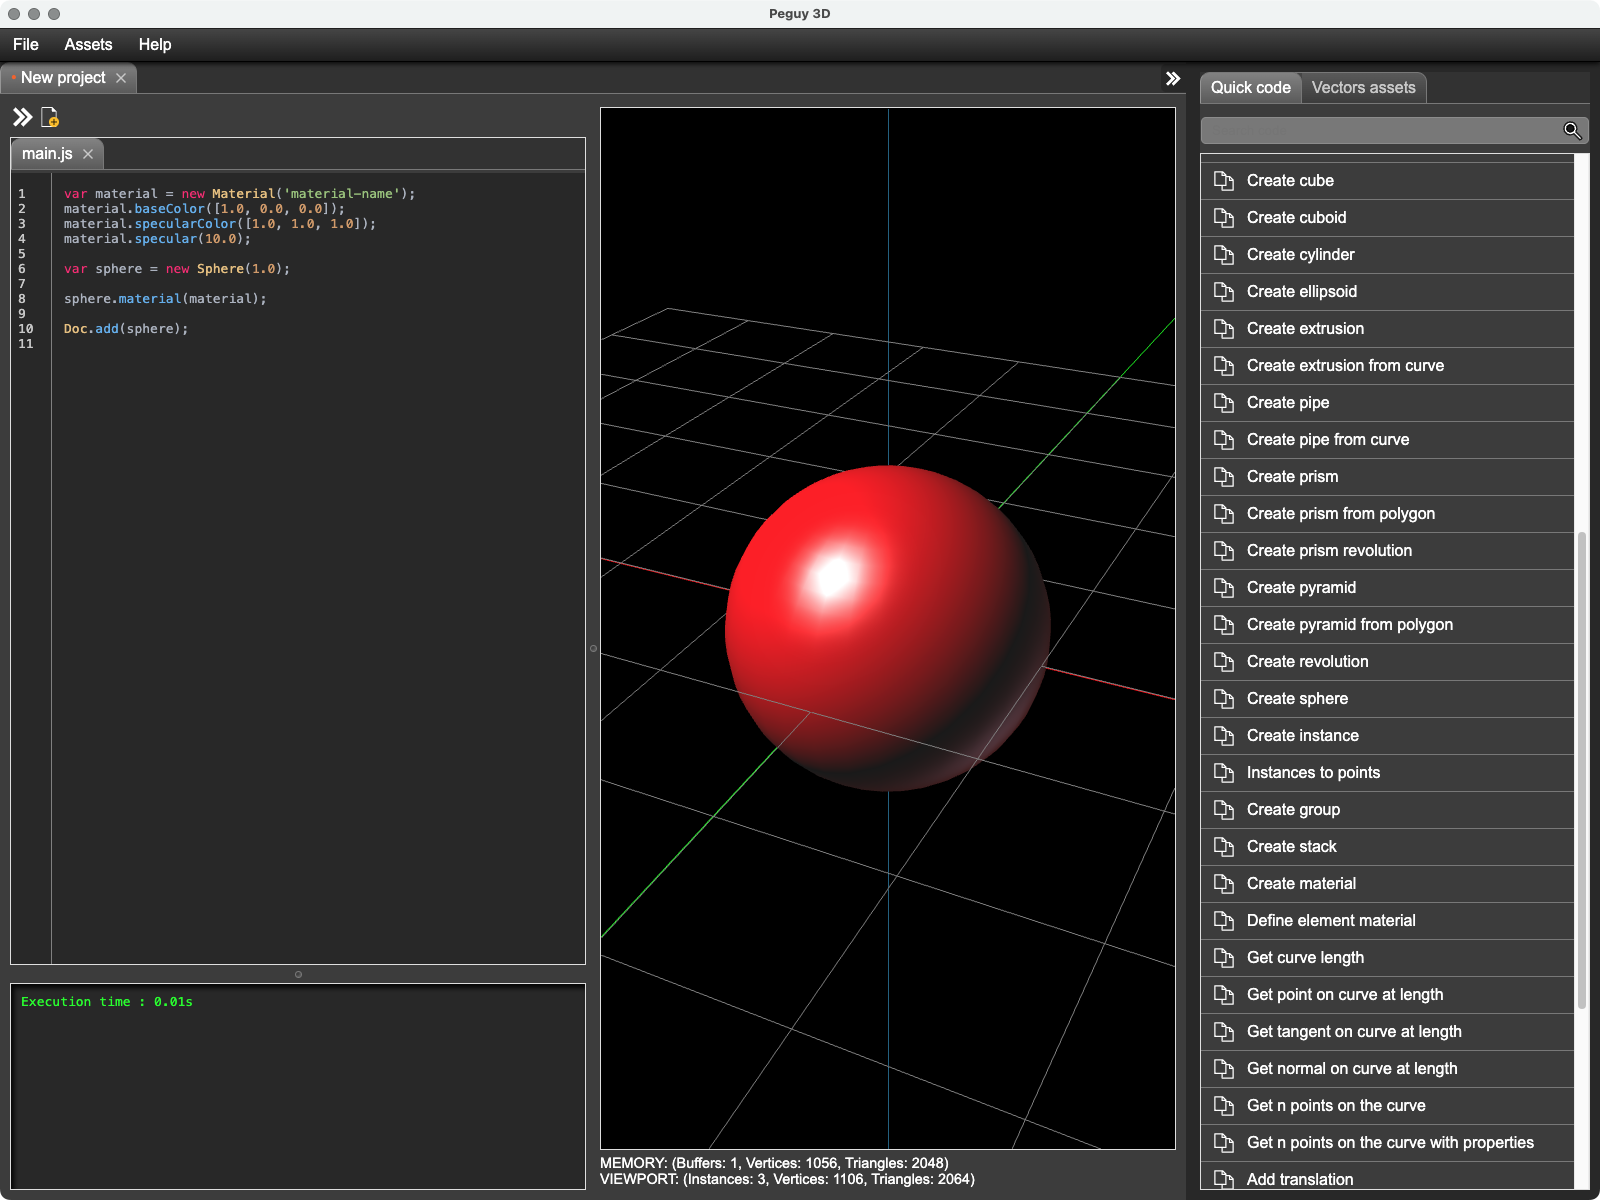 Peguy 3D
File Assets Help
New project
Quick code Vectors assets
main.js
1 var material = new Material('material-name');
2 material.baseColor([1.0, 0.0, 0.0]);
3 material.specularColor([1.0, 1.0, 1.0]);
4 material.specular(10.0);
5
6 var sphere = new Sphere(1.0);
7
8 sphere.material(material);
9
10 Doc.add(sphere);
11
Execution time : 0.01s
MEMORY: (Buffers: 1, Vertices: 1056, Triangles: 2048)
VIEWPORT: (Instances: 3, Vertices: 1106, Triangles: 2064)
Create cube
Create cuboid
Create cylinder
Create ellipsoid
Create extrusion
Create extrusion from curve
Create pipe
Create pipe from curve
Create prism
Create prism from polygon
Create prism revolution
Create pyramid
Create pyramid from polygon
Create revolution
Create sphere
Create instance
Instances to points
Create group
Create stack
Create material
Define element material
Get curve length
Get point on curve at length
Get tangent on curve at length
Get normal on curve at length
Get n points on the curve
Get n points on the curve with properties
Add translation